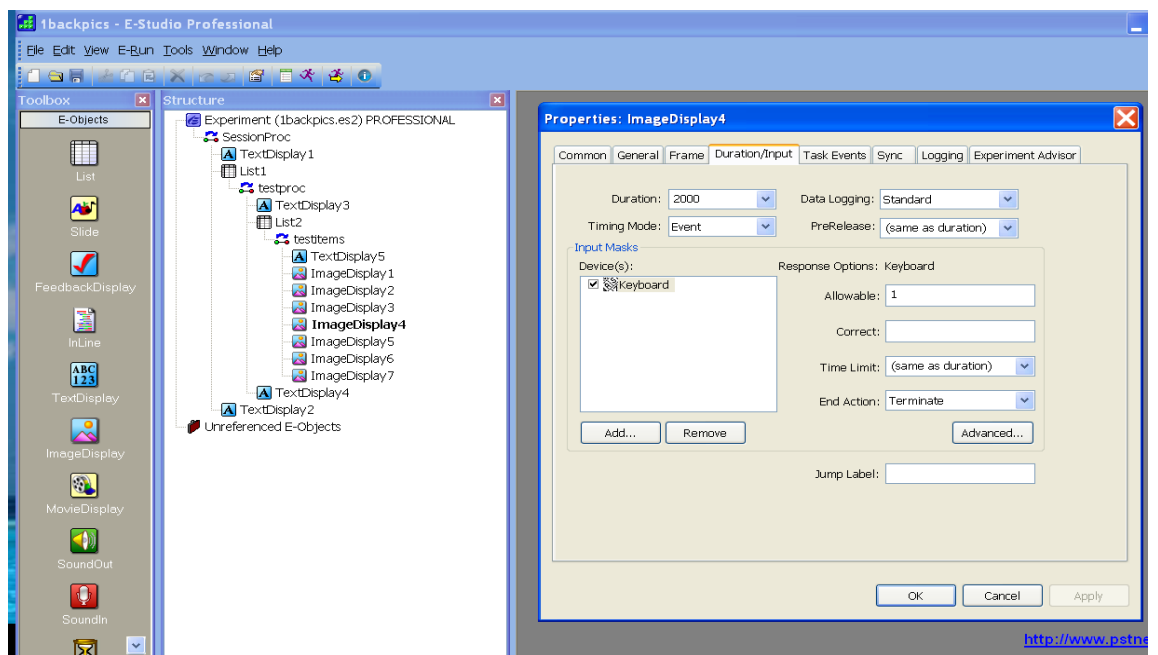 1backpics - E-Studio Professional
File Edit View E-Run Tools Window Help
Toolbox
E-Objects
List
Slide
FeedbackDisplay
InLine
ABC
123
TextDisplay
ImageDisplay
MovieDisplay
SoundOut
SoundIn
Structure
Experiment (1backpics.es2) PROFESSIONAL
SessionProc
A TextDisplay1
List1
testproc
A TextDisplay3
List2
testitems
A TextDisplay5
ImageDisplay1
ImageDisplay2
ImageDisplay3
ImageDisplay4
ImageDisplay5
ImageDisplay6
ImageDisplay7
A TextDisplay4
A TextDisplay2
Unreferenced E-Objects
Properties: ImageDisplay4
Common General Frame Duration/Input Task Events Sync Logging Experiment Advisor
Duration: 2000 Data Logging: Standard
Timing Mode: Event PreRelease: (same as duration)
Input Masks
Device(s): Response Options: Keyboard
Keyboard
Allowable: 1
Correct:
Time Limit: (same as duration)
End Action: Terminate
Add... Remove Advanced...
Jump Label:
OK Cancel Apply
http://www.pstne